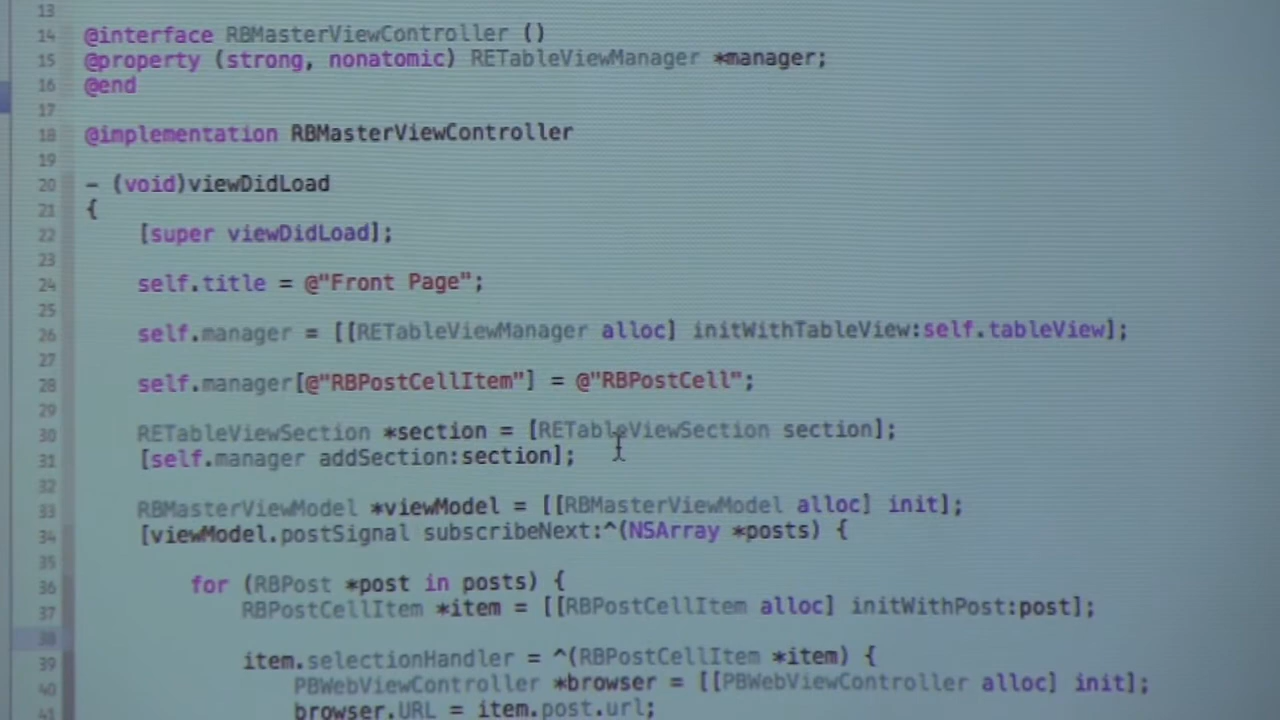 13
14 @interface RBMasterViewController ()
15 @property (strong, nonatomic) RETableViewManager *manager;
16 @end
17
18 @implementation RBMasterViewController
19
20 - (void)viewDidLoad
21 {
22 [super viewDidLoad];
23
24 self.title = @"Front Page";
25
26 self.manager = [[RETableViewManager alloc] initWithTableView:self.tableView];
27
28 self.manager[@"RBPostCellItem"] = @"RBPostCell";
29
30 RETableViewSection *section = [RETableViewSection section];
31 [self.manager addSection:section];
32
33 RBMasterViewModel *viewModel = [[RBMasterViewModel alloc] init];
34 [viewModel.postSignal subscribeNext:^(NSArray *posts) {
35
36 for (RBPost *post in posts) {
37 RBPostCellItem *item = [[RBPostCellItem alloc] initWithPost:post];
38
39 item.selectionHandler = ^(RBPostCellItem *item) {
40 PBWebViewController *browser = [[PBWebViewController alloc] init];
41 browser.URL = item.post.url;